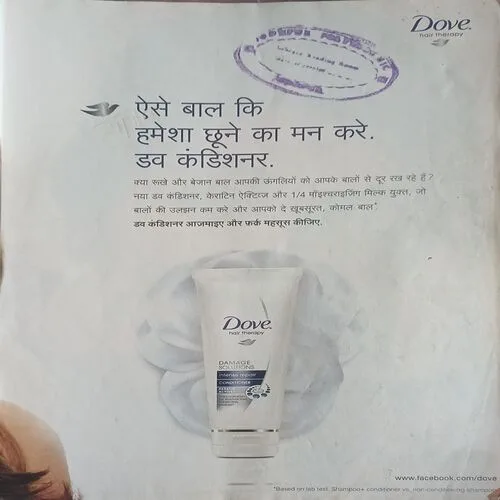 Dove
hair therapy
ऐसे बाल कि
हमेशा छूने का मन करे.
डव कंडिशनर.
क्या रूखे और बेजान बाल आपकी ऊंगलियों को आपके बालों से दूर रख रहे हैं?
नया डव कंडिशनर, केराटिन ऐक्टिव्ज और 1/4 मॉइश्चराइजिंग मिल्क युक्त, जो
बालों की उलझन कम करे और आपको दे खूबसूरत, कोमल बाल*
डव कंडिशनर आजमाइए और फ़र्क महसूस कीजिए.
Dove
hair therapy
DAMAGE
SOLUTIONS
intense repair
CONDITIONER
www.facebook.com/dove
*Based on lab test. Shampoo+ conditioner vs. non-conditioning shampoo